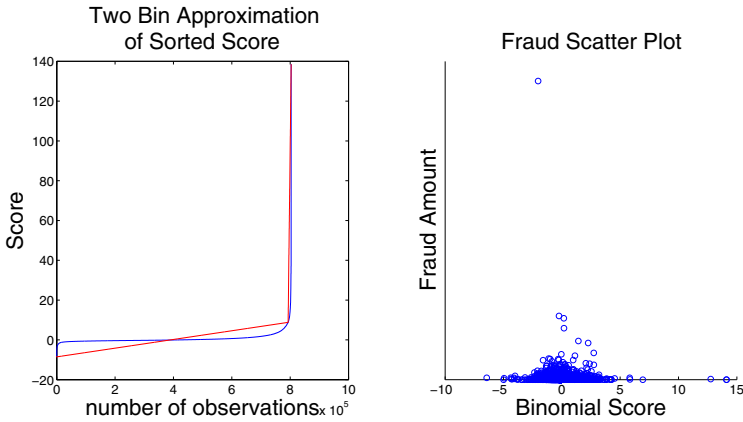 Two Bin Approximation
of Sorted Score
140
120
100
80
60
40
20
0
−20
0
2
4
6
8
10
Score
number of observations
x 10⁵
Fraud Scatter Plot
Fraud Amount
−10
−5
0
5
10
15
Binomial Score